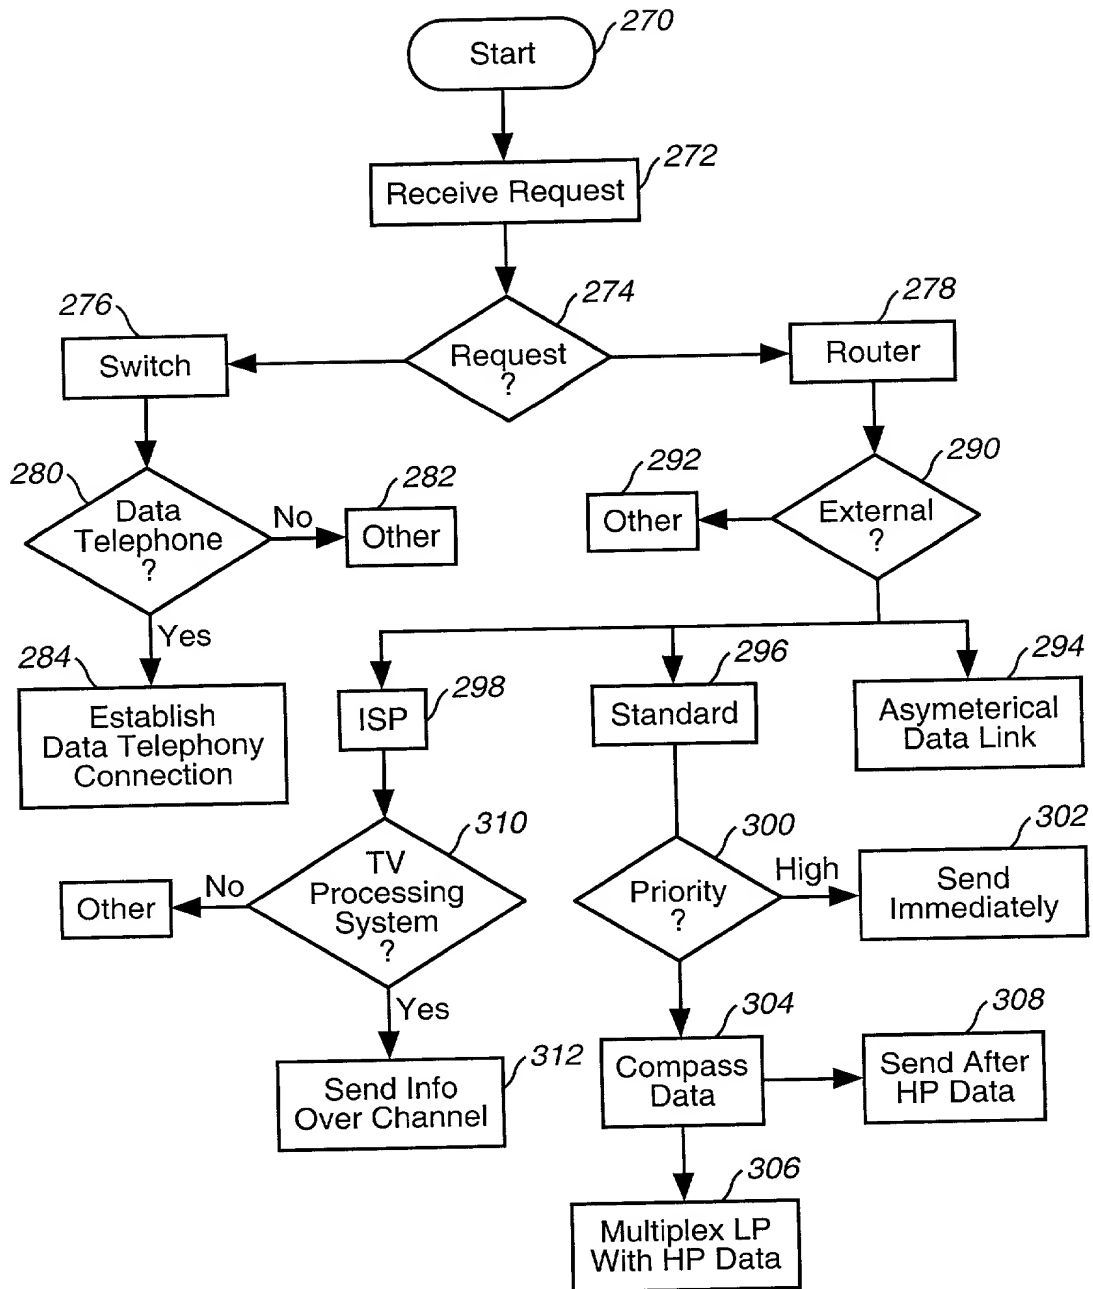 270
Start
272
Receive Request
274
Request
?
276
Switch
278
Router
280
Data
Telephone
?
No
282
Other
Yes
284
Establish
Data Telephony
Connection
290
External
?
292
Other
294
Asymeterical
Data Link
296
Standard
298
ISP
310
TV
Processing
System
?
No
Other
Yes
312
Send Info
Over Channel
300
Priority
?
High
302
Send
Immediately
304
Compass
Data
308
Send After
HP Data
306
Multiplex LP
With HP Data